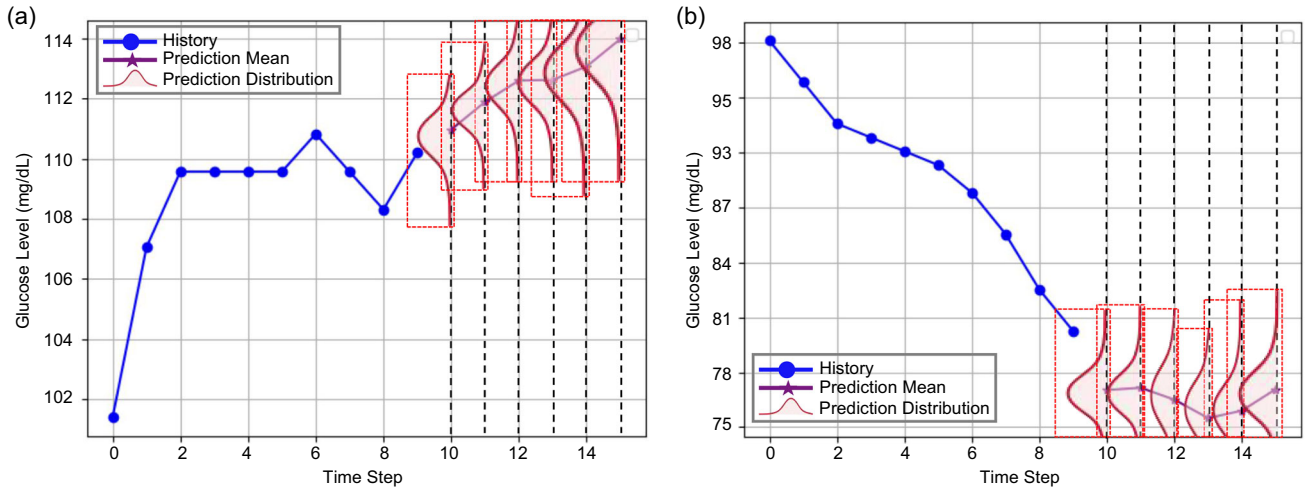 (a)
Glucose Level (mg/dL)
114
112
110
108
106
104
102
History
Prediction Mean
Prediction Distribution
0 2 4 6 8 10 12 14
Time Step
(b)
Glucose Level (mg/dL)
98
95
93
87
84
81
78
75
History
Prediction Mean
Prediction Distribution
0 2 4 6 8 10 12 14
Time Step